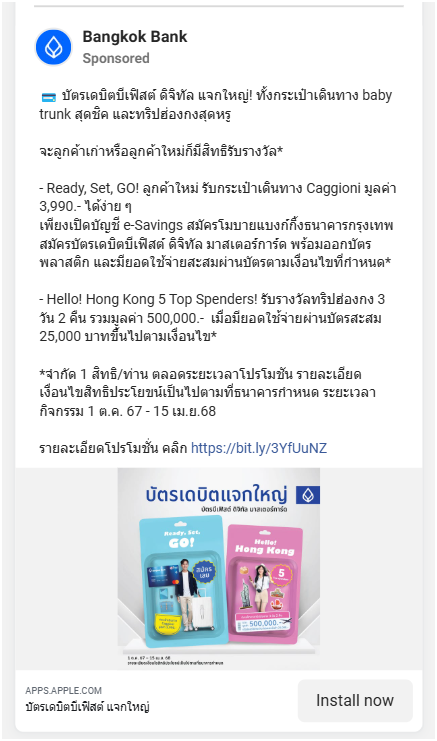 Bangkok Bank
Sponsored
บัตรเดบิตบีเฟิสต์ ดิจิทัล แจกใหญ่! ทั้งกระเป๋าเดินทาง baby
trunk สุดชิค และทริปฮ่องกงสุดหรู
จะลูกค้าเก่าหรือลูกค้าใหม่ก็มีสิทธิรับรางวัล*
- Ready, Set, GO! ลูกค้าใหม่ รับกระเป๋าเดินทาง Caggioni มูลค่า
3,990.- ได้ง่าย ๆ
เพียงเปิดบัญชี e-Savings สมัครโมบายแบงก์กิ้งธนาคารกรุงเทพ
สมัครบัตรเดบิตบีเฟิสต์ ดิจิทัล มาสเตอร์การ์ด พร้อมออกบัตร
พลาสติก และมียอดใช้จ่ายสะสมผ่านบัตรตามเงื่อนไขที่กำหนด*
- Hello! Hong Kong 5 Top Spenders! รับรางวัลทริปฮ่องกง 3
วัน 2 คืน รวมมูลค่า 500,000.- เมื่อมียอดใช้จ่ายผ่านบัตรสะสม
25,000 บาทขึ้นไปตามเงื่อนไข*
*จำกัด 1 สิทธิ/ท่าน ตลอดระยะเวลาโปรโมชัน รายละเอียด
เงื่อนไขสิทธิประโยชน์เป็นไปตามที่ธนาคารกำหนด ระยะเวลา
กิจกรรม 1 ต.ค. 67 - 15 เม.ย.68
รายละเอียดโปรโมชั่น คลิก https://bit.ly/3YfUuNZ
บัตรเดบิตแจกใหญ่
บัตรบีเฟิสต์ ดิจิทัล มาสเตอร์การ์ด
Ready, Set,
GO!
Hello!
Hong Kong
สมัคร
เลย
5
500,000.-
1 ต.ค. 67 - 15 เม.ย. 68
APPS.APPLE.COM
บัตรเดบิตบีเฟิสต์ แจกใหญ่
Install now